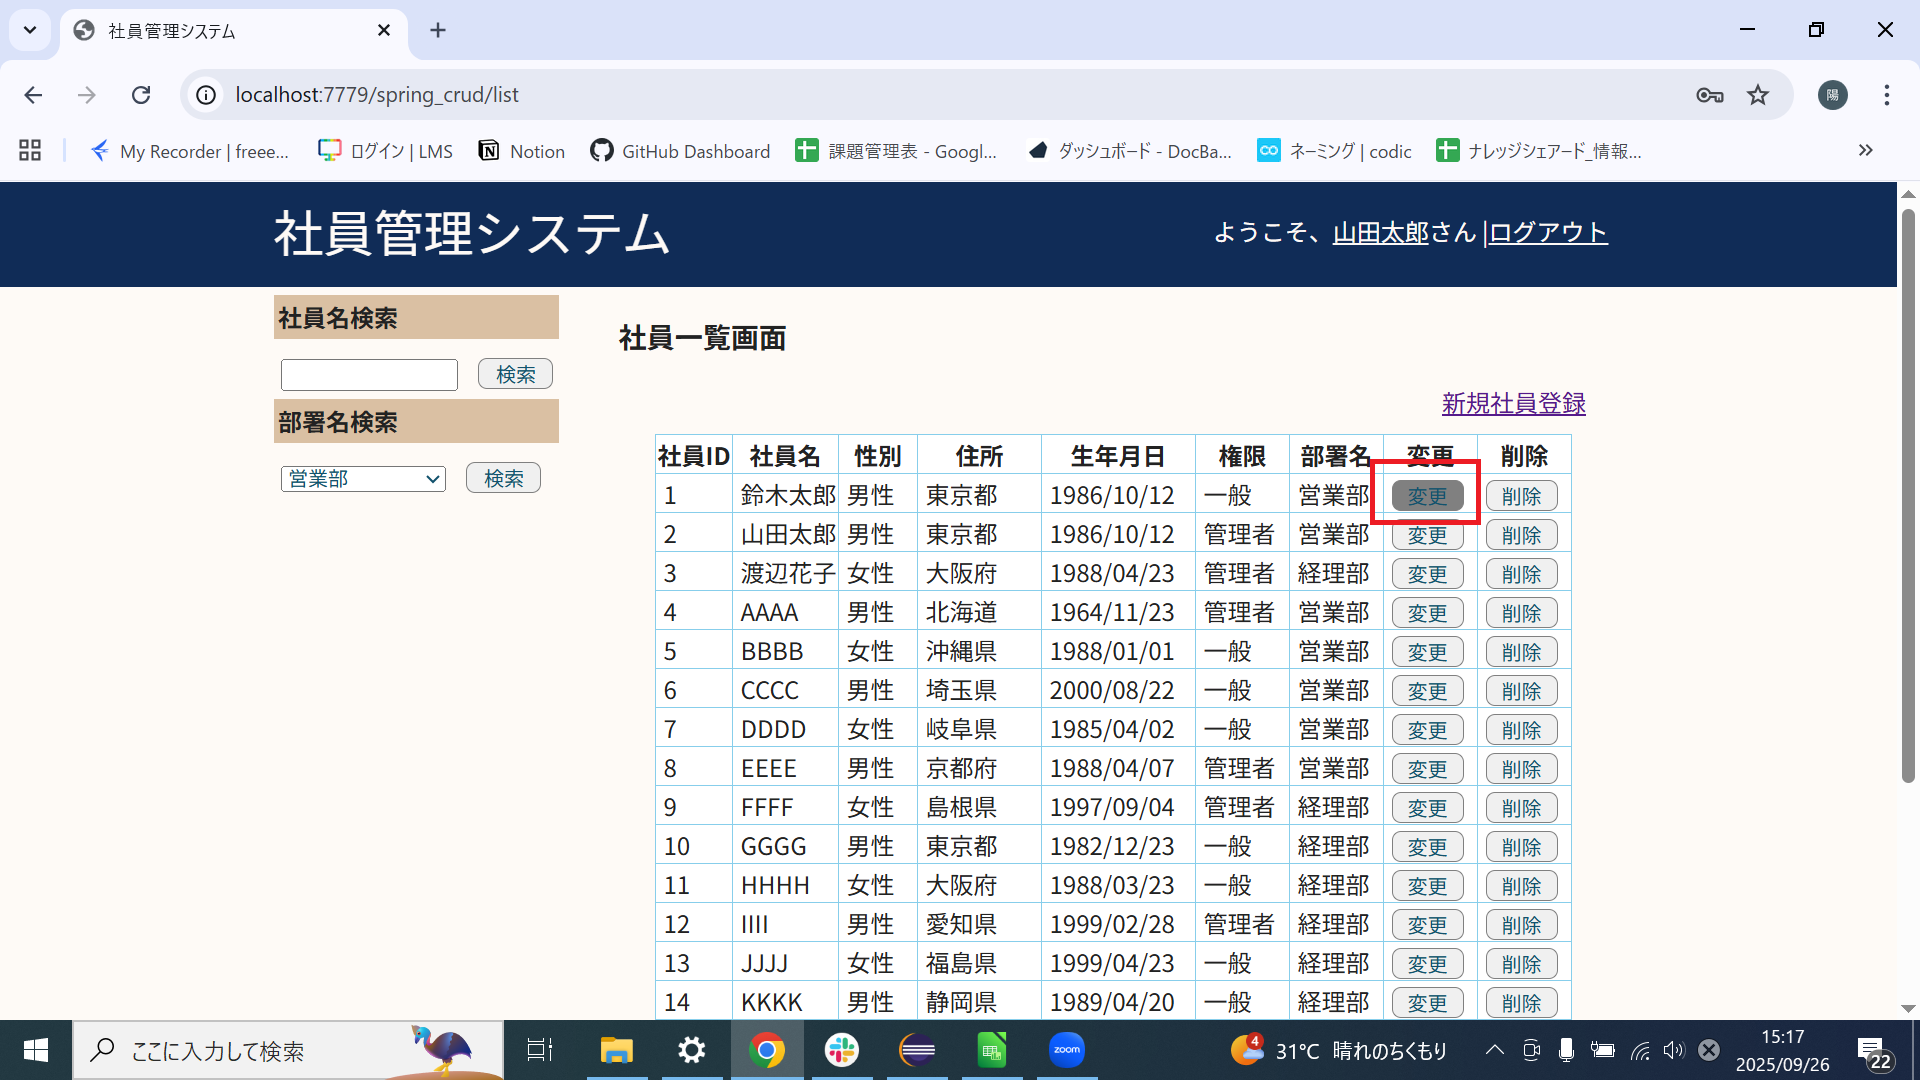 社員管理システム
localhost:7779/spring_crud/list
陽
My Recorder | freee...
ログイン | LMS
Notion
GitHub Dashboard
課題管理表 - Googl...
ダッシュボード - DocBa...
ネーミング | codic
ナレッジシェアード_情報...
社員管理システム
ようこそ、山田太郎さん |ログアウト
社員名検索
検索
部署名検索
営業部 検索
社員一覧画面
新規社員登録
社員ID 社員名 性別 住所 生年月日 権限 部署名 変更 削除
1 鈴木太郎 男性 東京都 1986/10/12 一般 営業部 変更 削除
2 山田太郎 男性 東京都 1986/10/12 管理者 営業部 変更 削除
3 渡辺花子 女性 大阪府 1988/04/23 管理者 経理部 変更 削除
4 AAAA 男性 北海道 1964/11/23 管理者 営業部 変更 削除
5 BBBB 女性 沖縄県 1988/01/01 一般 営業部 変更 削除
6 CCCC 男性 埼玉県 2000/08/22 一般 営業部 変更 削除
7 DDDD 女性 岐阜県 1985/04/02 一般 営業部 変更 削除
8 EEEE 男性 京都府 1988/04/07 管理者 営業部 変更 削除
9 FFFF 女性 島根県 1997/09/04 管理者 経理部 変更 削除
10 GGGG 男性 東京都 1982/12/23 一般 経理部 変更 削除
11 HHHH 女性 大阪府 1988/03/23 一般 経理部 変更 削除
12 IIII 男性 愛知県 1999/02/28 管理者 経理部 変更 削除
13 JJJJ 女性 福島県 1999/04/23 一般 経理部 変更 削除
14 KKKK 男性 静岡県 1989/04/20 一般 経理部 変更 削除
ここに入力して検索
zoom
4
31°C 晴れのちくもり
15:17
2025/09/26
22